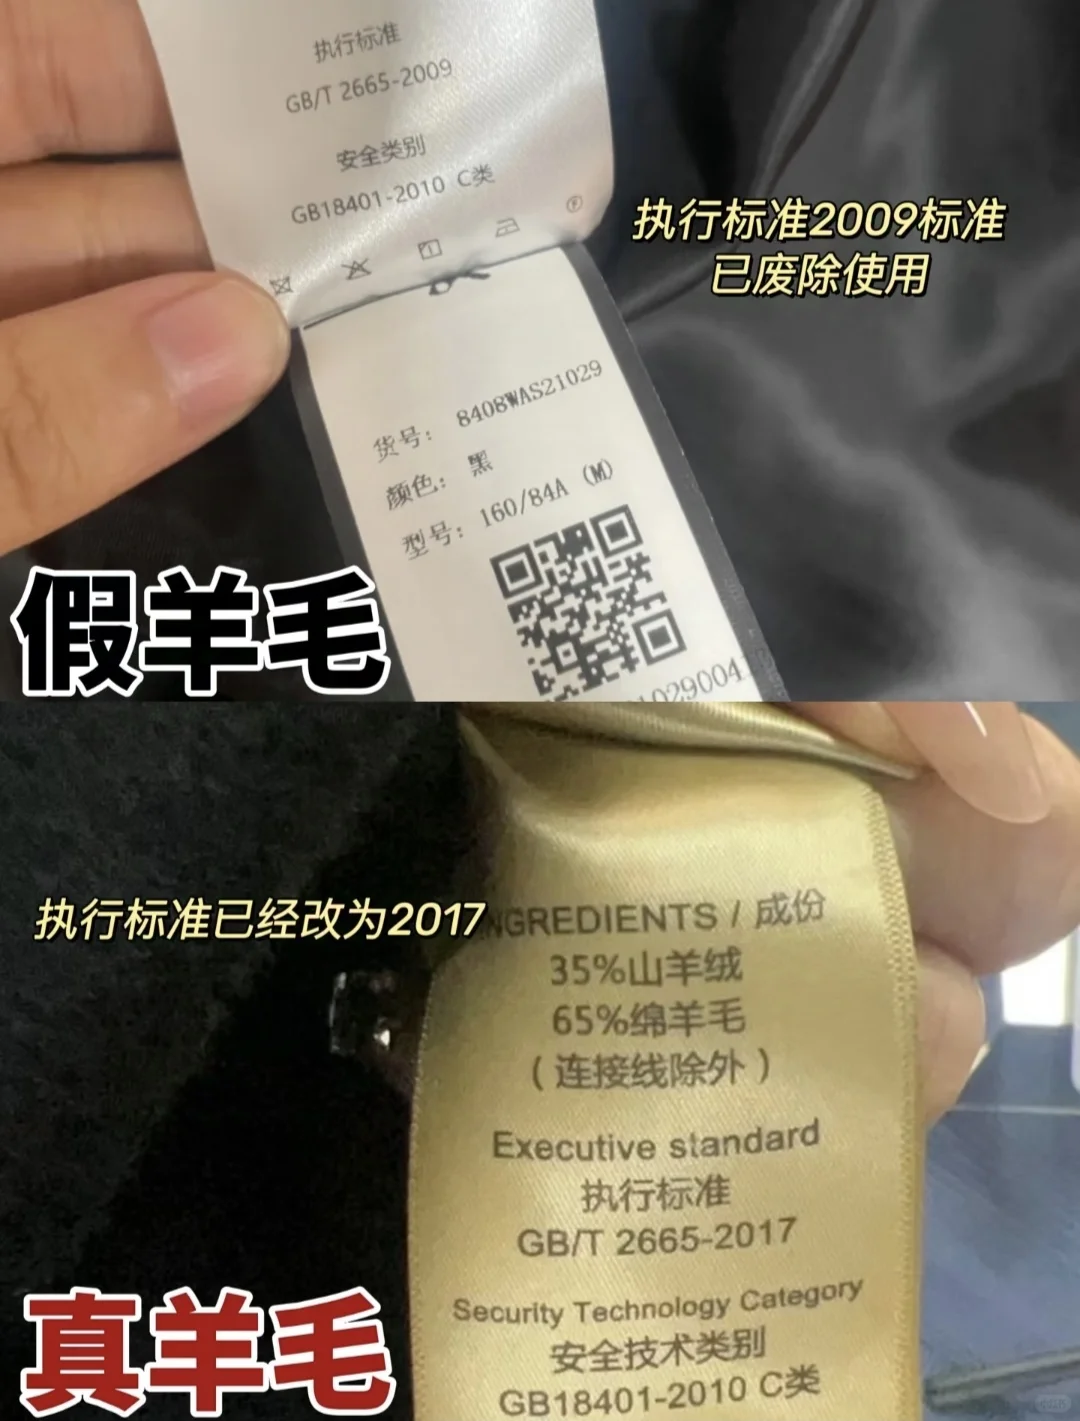 执行标准
GB/T 2665-2009
安全类别
GB18401-2010 C类
执行标准2009标准
已废除使用
货号： 8408WAS21029
颜色： 黑
型号： 160/84A (M)
假羊毛
执行标准已经改为2017
INGREDIENTS / 成份
35%山羊绒
65%绵羊毛
（连接线除外）
Executive standard
执行标准
GB/T 2665-2017
Security Technology Category
安全技术类别
GB18401-2010 C类
真羊毛